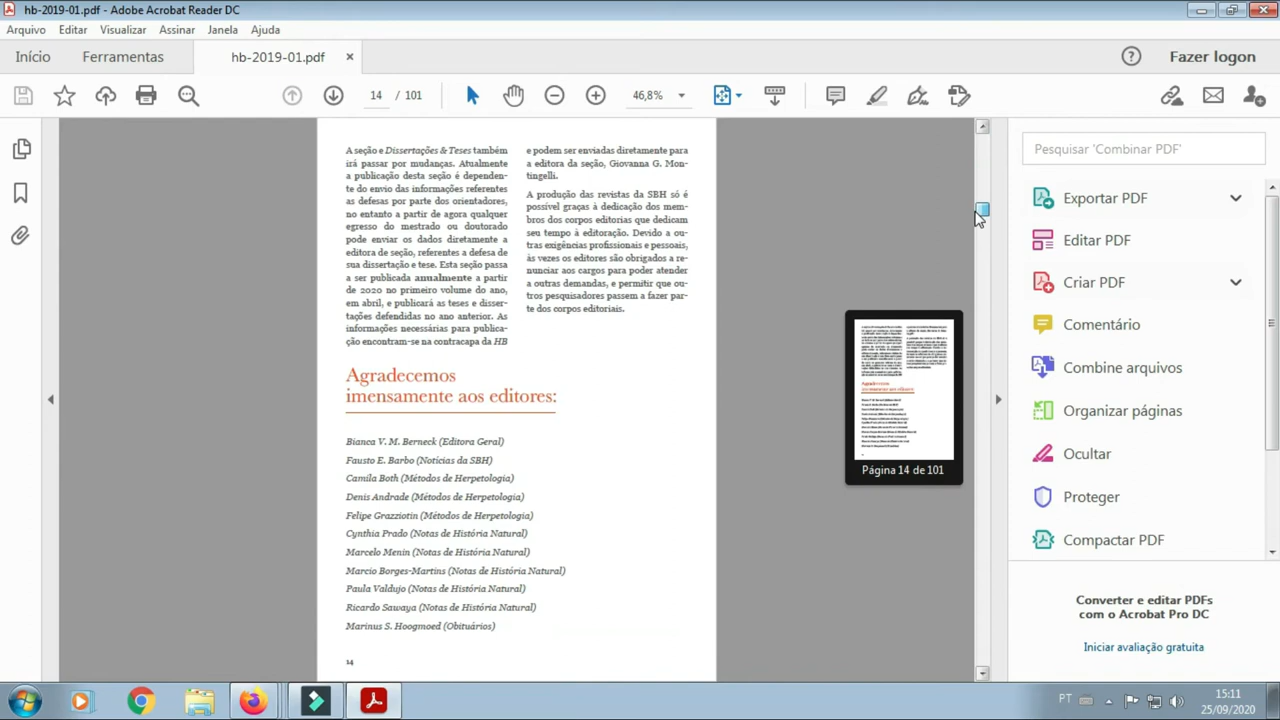 hb-2019-01.pdf - Adobe Acrobat Reader DC
Arquivo Editar Visualizar Assinar Janela Ajuda
Início Ferramentas hb-2019-01.pdf × Fazer logon
14 / 101 46,8%
A seção e Dissertações & Teses também
irá passar por mudanças. Atualmente
a publicação desta seção é dependen-
te do envio das informações referentes
as defesas por parte dos orientadores,
no entanto a partir de agora qualquer
egresso do mestrado ou doutorado
pode enviar os dados diretamente a
editora de seção, referentes a defesa de
sua dissertação e tese. Esta seção passa
a ser publicada anualmente a partir
de 2020 no primeiro volume do ano,
em abril, e publicará as teses e disser-
tações defendidas no ano anterior. As
informações necessárias para publica-
ção encontram-se na contracapa da HB
e podem ser enviadas diretamente para
a editora da seção, Giovanna G. Mon-
tingelli.
A produção das revistas da SBH só é
possível graças à dedicação dos mem-
bros dos corpos editorias que dedicam
seu tempo à editoração. Devido a ou-
tras exigências profissionais e pessoais,
às vezes os editores são obrigados a re-
nunciar aos cargos para poder atender
a outras demandas, e permitir que ou-
tros pesquisadores passem a fazer par-
te dos corpos editoriais.
Agradecemos
imensamente aos editores:
Bianca V. M. Berneck (Editora Geral)
Fausto E. Barbo (Notícias da SBH)
Camila Both (Métodos de Herpetologia)
Denis Andrade (Métodos de Herpetologia)
Felipe Grazziotin (Métodos de Herpetologia)
Cynthia Prado (Notas de História Natural)
Marcelo Menin (Notas de História Natural)
Marcio Borges-Martins (Notas de História Natural)
Paula Valdujo (Notas de História Natural)
Ricardo Sawaya (Notas de História Natural)
Marinus S. Hoogmoed (Obituários)
14
Página 14 de 101
Pesquisar 'Combinar PDF'
Exportar PDF
Editar PDF
Criar PDF
Comentário
Combine arquivos
Organizar páginas
Ocultar
Proteger
Compactar PDF
Converter e editar PDFs
com o Acrobat Pro DC
Iniciar avaliação gratuita
PT
15:11
25/09/2020